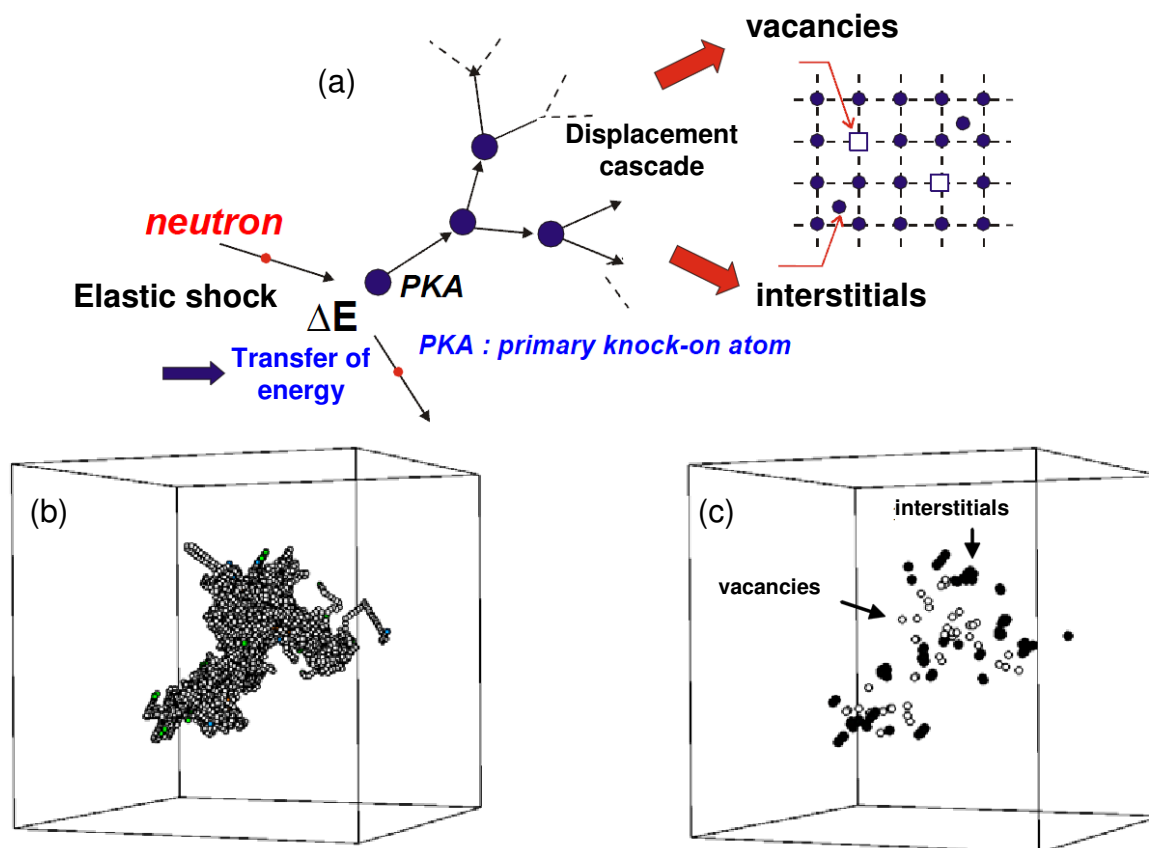 vacancies
(a)
Displacement
cascade
neutron
Elastic shock
PKA
interstitials
ΔE
PKA : primary knock-on atom
Transfer of
energy
(b)
(c)
interstitials
vacancies